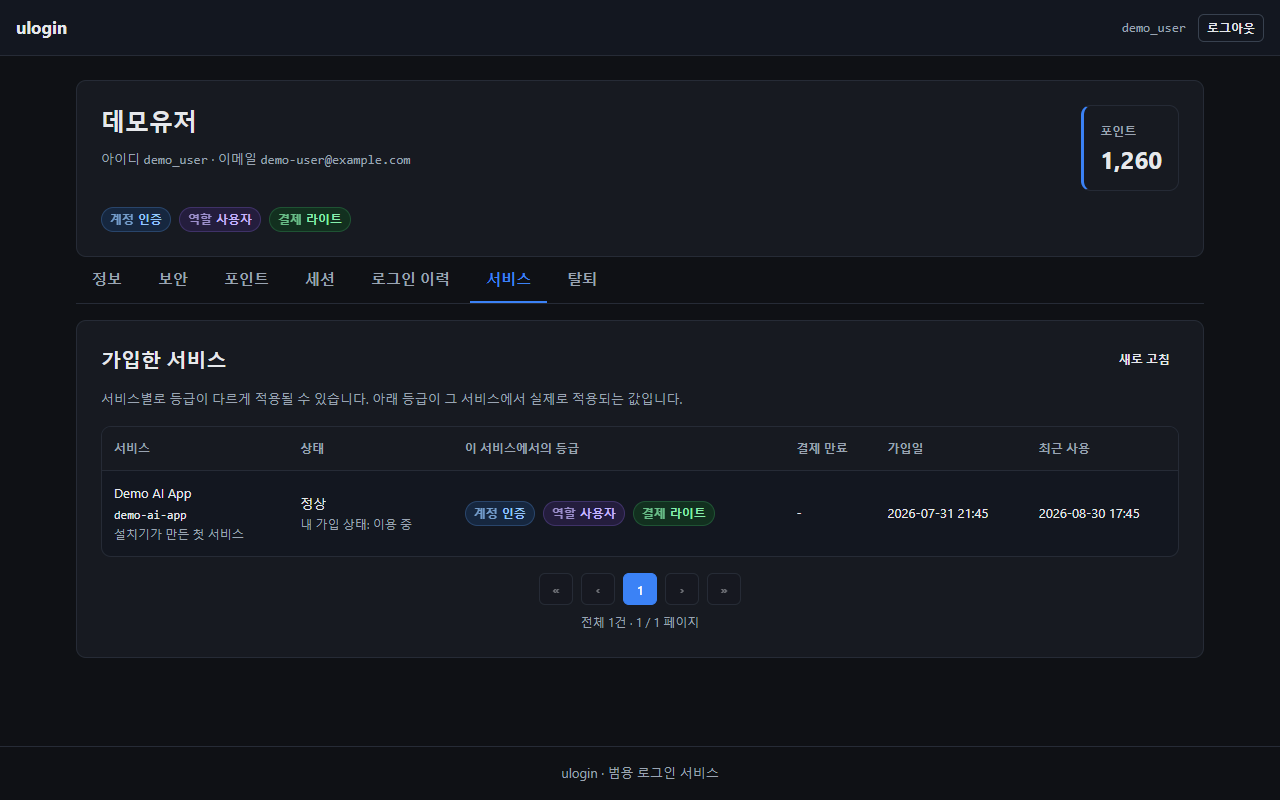 ulogin
demo_user 로그아웃
데모유저
아이디 demo_user · 이메일 demo-user@example.com
포인트
1,260
계정 인증 역할 사용자 결제 라이트
정보 보안 포인트 세션 로그인 이력 서비스 탈퇴
가입한 서비스
새로 고침
서비스별로 등급이 다르게 적용될 수 있습니다. 아래 등급이 그 서비스에서 실제로 적용되는 값입니다.
서비스 상태 이 서비스에서의 등급 결제 만료 가입일 최근 사용
Demo AI App
demo-ai-app
설치기가 만든 첫 서비스
정상
내 가입 상태: 이용 중
계정 인증 역할 사용자 결제 라이트
-
2026-07-31 21:45
2026-08-30 17:45
« ‹ 1 › »
전체 1건 · 1 / 1 페이지
ulogin · 범용 로그인 서비스